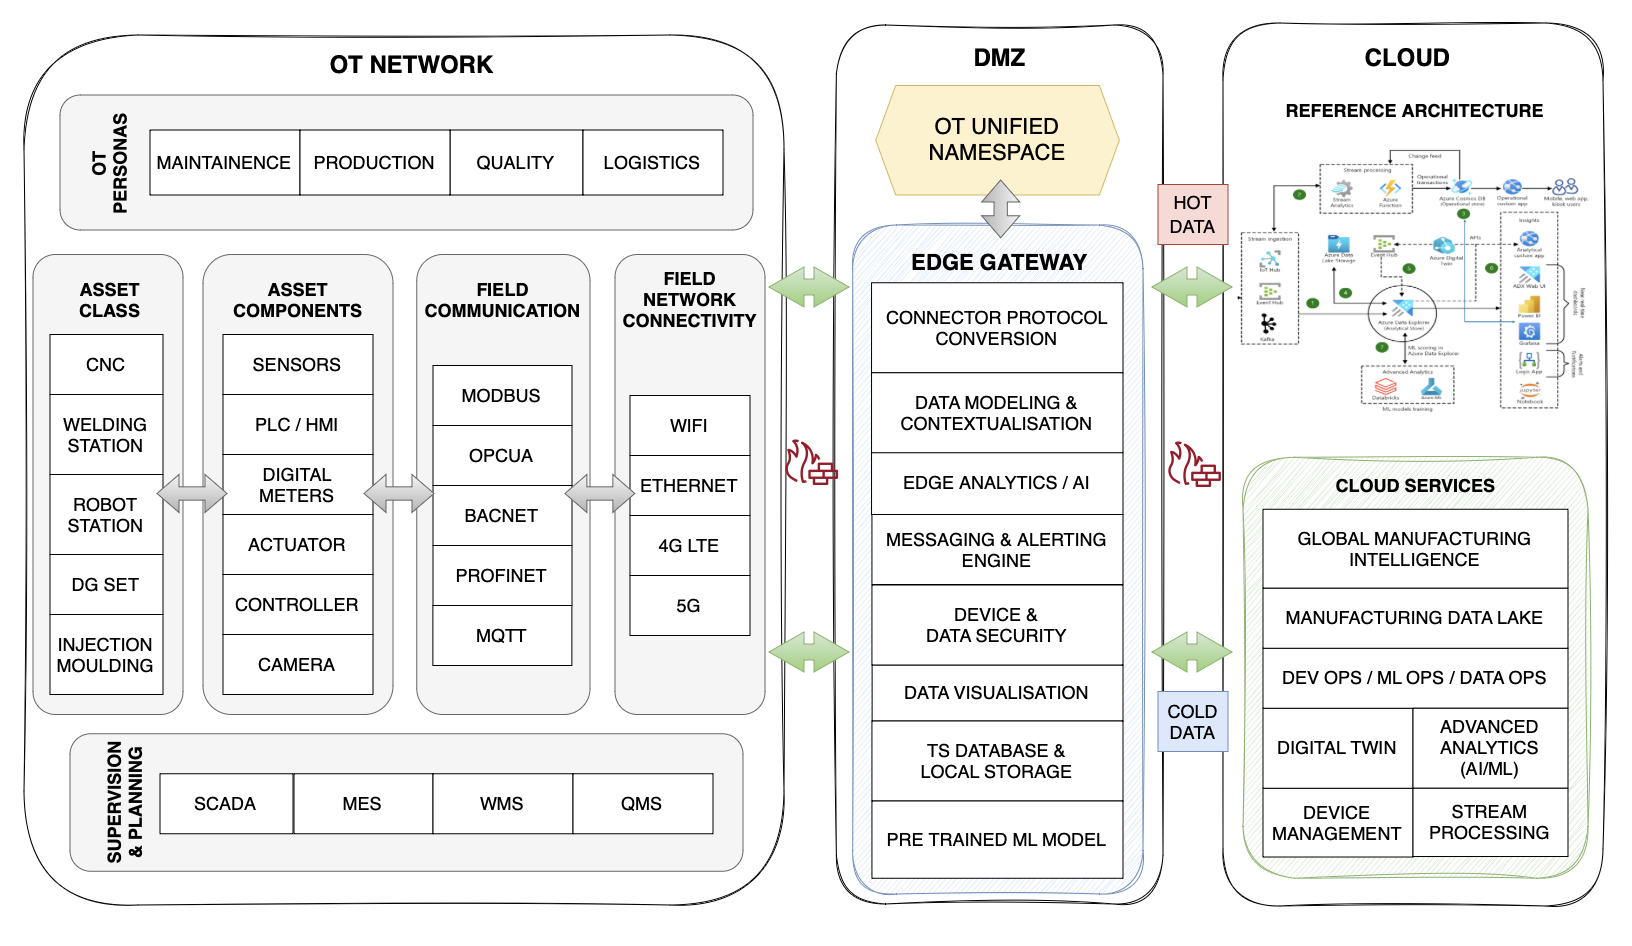 OT NETWORK
OT
PERSONAS
MAINTAINENCE
PRODUCTION
QUALITY
LOGISTICS
ASSET
CLASS
CNC
WELDING
STATION
ROBOT
STATION
DG SET
INJECTION
MOULDING
ASSET
COMPONENTS
SENSORS
PLC / HMI
DIGITAL
METERS
ACTUATOR
CONTROLLER
CAMERA
FIELD
COMMUNICATION
MODBUS
OPCUA
BACNET
PROFINET
MQTT
FIELD
NETWORK
CONNECTIVITY
WIFI
ETHERNET
4G LTE
5G
SUPERVISION
& PLANNING
SCADA
MES
WMS
QMS
DMZ
OT UNIFIED
NAMESPACE
EDGE GATEWAY
CONNECTOR PROTOCOL
CONVERSION
DATA MODELING &
CONTEXTUALISATION
EDGE ANALYTICS / AI
MESSAGING & ALERTING
ENGINE
DEVICE &
DATA SECURITY
DATA VISUALISATION
TS DATABASE &
LOCAL STORAGE
PRE TRAINED ML MODEL
HOT
DATA
COLD
DATA
CLOUD
REFERENCE ARCHITECTURE
Change feed
Stream processing
Stream
Analytics
Azure
Function
Operational
transactions
Azure Cosmos DB
(Operational store)
Operational
custom app
Mobile, web app,
kiosk users
2
3
Stream ingestion
IoT Hub
Event Hub
Kafka
Azure Data
Lake Storage
Event Hub
Azure Digital
Twin
APIs
1
4
5
6
7
Azure Data Explorer
(Analytical Store)
ML scoring in
Azure Data Explorer
Advanced Analytics
Databricks
Azure ML
ML models training
Insights
Analytical
custom app
ADX Web UI
Power BI
Grafana
Logic App
Jupyter
Notebook
CLOUD SERVICES
GLOBAL MANUFACTURING
INTELLIGENCE
MANUFACTURING DATA LAKE
DEV OPS / ML OPS / DATA OPS
DIGITAL TWIN
ADVANCED
ANALYTICS
(AI/ML)
DEVICE
MANAGEMENT
STREAM
PROCESSING